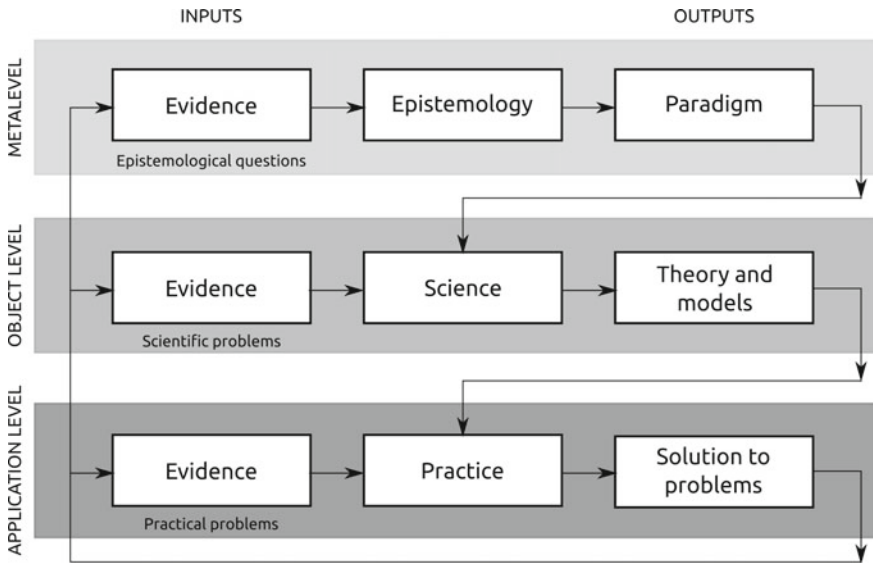 INPUTS
OUTPUTS
METALEVEL
Evidence
Epistemology
Paradigm
Epistemological questions
OBJECT LEVEL
Evidence
Science
Theory and
models
Scientific problems
APPLICATION LEVEL
Evidence
Practice
Solution to
problems
Practical problems